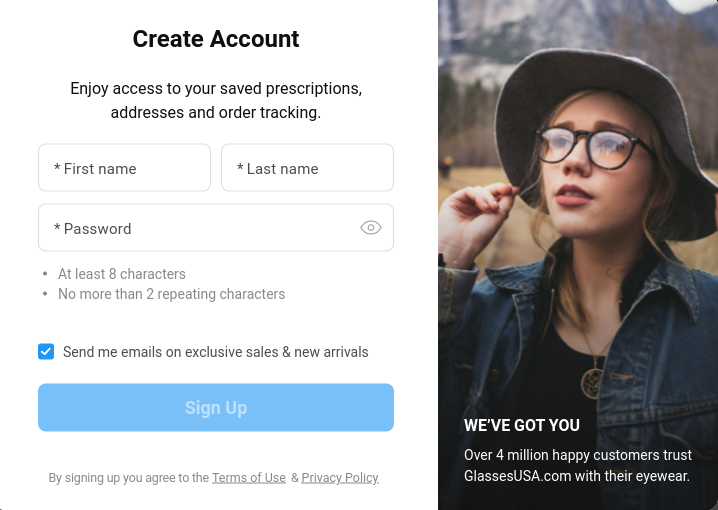 Create Account
Enjoy access to your saved prescriptions,
addresses and order tracking.
* First name
* Last name
* Password
• At least 8 characters
• No more than 2 repeating characters
Send me emails on exclusive sales & new arrivals
Sign Up
By signing up you agree to the Terms of Use & Privacy Policy
WE'VE GOT YOU
Over 4 million happy customers trust
GlassesUSA.com with their eyewear.